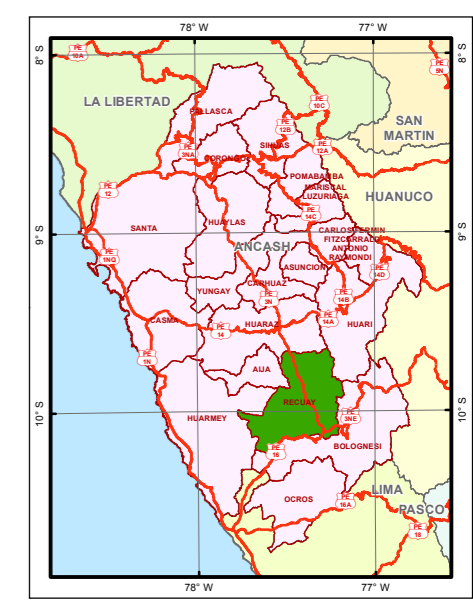 78° W
77° W
8° S
8° S
PE
10A
PE
5N
LA LIBERTAD
PALLASCA
PE
10C
PE
12B
SAN
MARTIN
PE
3NA
SIHUAS
PE
12A
CORONGO
POMABAMBA
PE
12
MARISCAL
LUZURIAGA
HUANUCO
PE
14C
HUAYLAS
SANTA
CARLOS FERMIN
FITZCARRALD
9° S
9° S
ANCASH
ANTONIO
RAYMONDI
PE
1NQ
ASUNCION
PE
14D
CARHUAZ
YUNGAY
PE
3N
PE
14B
CASMA
PE
14
HUARAZ
PE
14A
HUARI
PE
1N
AIJA
RECUAY
10° S
10° S
HUARMEY
PE
3NE
BOLOGNESI
PE
16
LIMA
OCROS
PE
16A
PASCO
PE
18
78° W
77° W